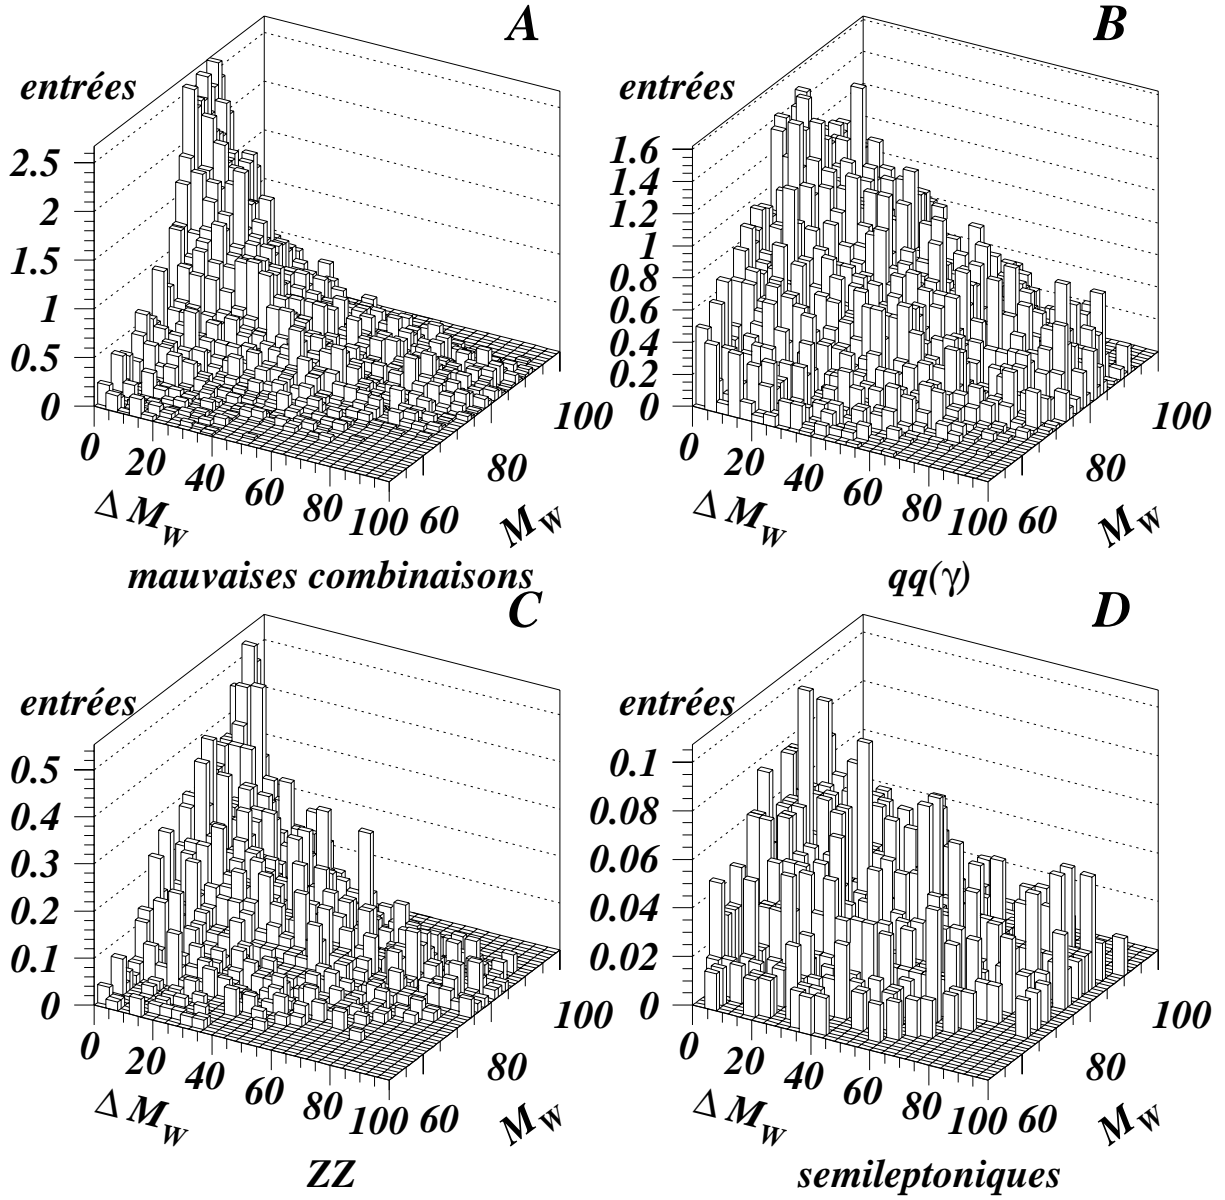 A
entrées
2.5
2
1.5
1
0.5
0
0 20 40 60 80 100
60 80 100
Δ M_W
M_W
mauvaises combinaisons
B
entrées
1.6
1.4
1.2
1
0.8
0.6
0.4
0.2
0
0 20 40 60 80 100
60 80 100
Δ M_W
M_W
qq(γ)
C
entrées
0.5
0.4
0.3
0.2
0.1
0
0 20 40 60 80 100
60 80 100
Δ M_W
M_W
ZZ
D
entrées
0.1
0.08
0.06
0.04
0.02
0
0 20 40 60 80 100
60 80 100
Δ M_W
M_W
semileptoniques